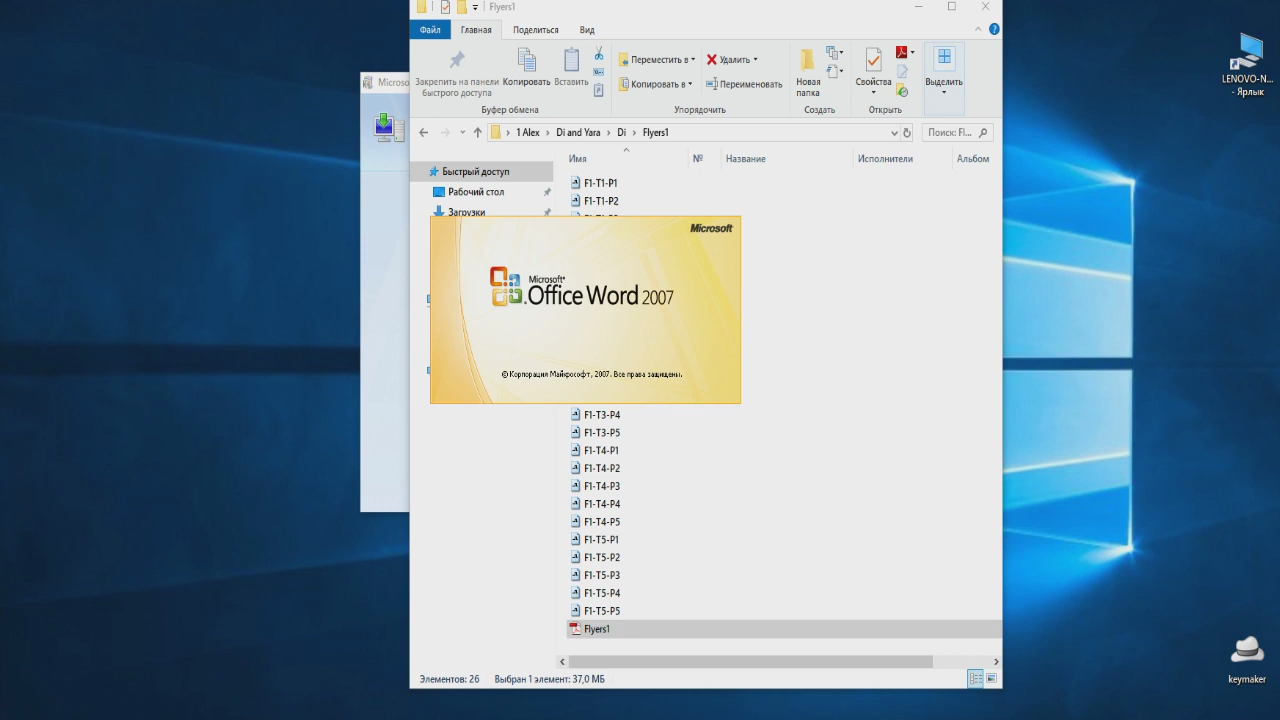 Flyers1
Файл
Главная
Поделиться
Вид
Закрепить на панели
быстрого доступа
Копировать
Вставить
Переместить в
Копировать в
Удалить
Переименовать
Новая
папка
Свойства
Выделить
Буфер обмена
Упорядочить
Создать
Открыть
1 Alex
Di and Yara
Di
Flyers1
Поиск: Fl...
Имя
№
Название
Исполнители
Альбом
Быстрый доступ
Рабочий стол
Загрузки
F1-T1-P1
F1-T1-P2
Microsoft
Microsoft®
Office Word 2007
© Корпорация Майкрософт, 2007. Все права защищены.
F1-T3-P4
F1-T3-P5
F1-T4-P1
F1-T4-P2
F1-T4-P3
F1-T4-P4
F1-T4-P5
F1-T5-P1
F1-T5-P2
F1-T5-P3
F1-T5-P4
F1-T5-P5
Flyers1
Элементов: 26
Выбран 1 элемент: 37,0 МБ
Microso
LENOVO-N...
- Ярлык
keymaker